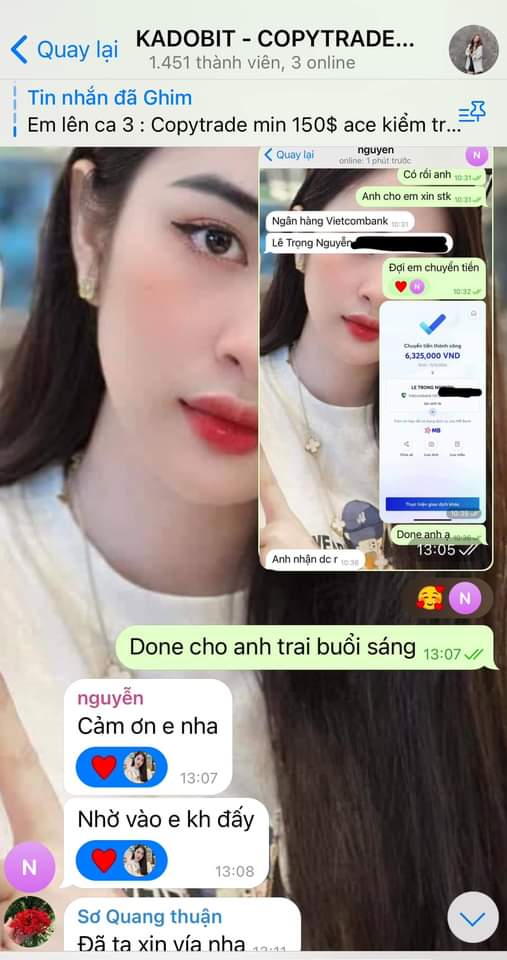 Quay lại
KADOBIT - COPYTRADE...
1.451 thành viên, 3 online
Tin nhắn đã Ghim
Em lên ca 3 : Copytrade min 150$ ace kiểm tr...
Quay lại
nguyễn
online: 1 phút trước
N
Có rồi anh 10:31
Anh cho em xin stk 10:31
Ngân hàng Vietcombank 10:31
Lê Trọng Nguyễn
Đợi em chuyển tiền
N
10:32
Chuyển tiền thành công
6,325,000 VND
LE TRONG NGUYEN
Vietcombank
MB
Thực hiện giao dịch khác
10:35
Done anh ạ 10:36
13:05
Anh nhận dc r 10:36
N
Done cho anh trai buổi sáng 13:07
nguyễn
Cảm ơn e nha
13:07
Nhờ vào e kh đấy
13:08
N
Sơ Quang thuận
Đã ta xin vía nha 13:11